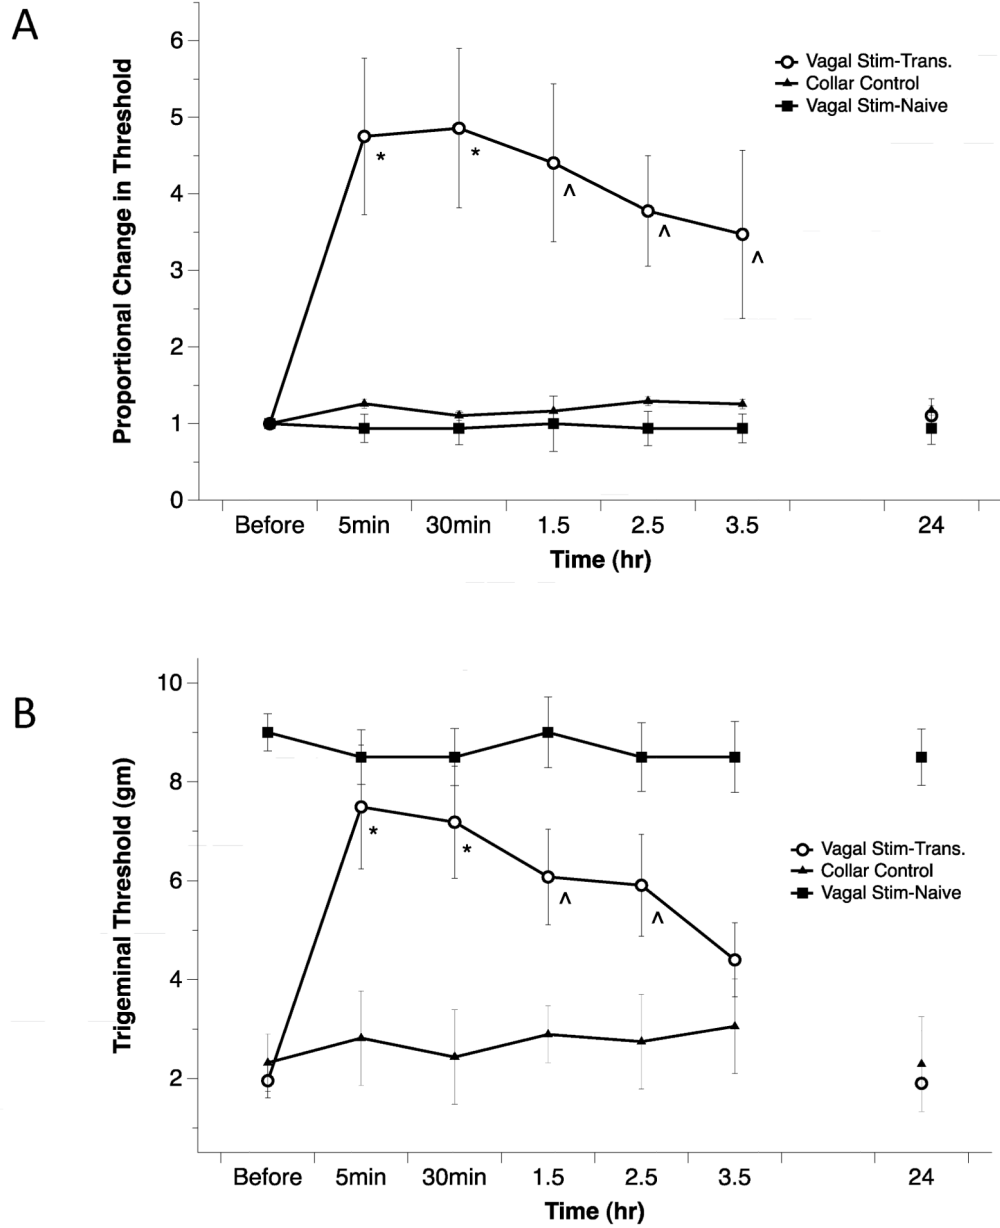 A
Proportional Change in Threshold
6
5
4
3
2
1
0
Vagal Stim-Trans.
Collar Control
Vagal Stim-Naive
*
*
^
^
^
Before 5min 30min 1.5 2.5 3.5 24
Time (hr)
B
Trigeminal Threshold (gm)
10
8
6
4
2
Vagal Stim-Trans.
Collar Control
Vagal Stim-Naive
*
*
^
^
Before 5min 30min 1.5 2.5 3.5 24
Time (hr)